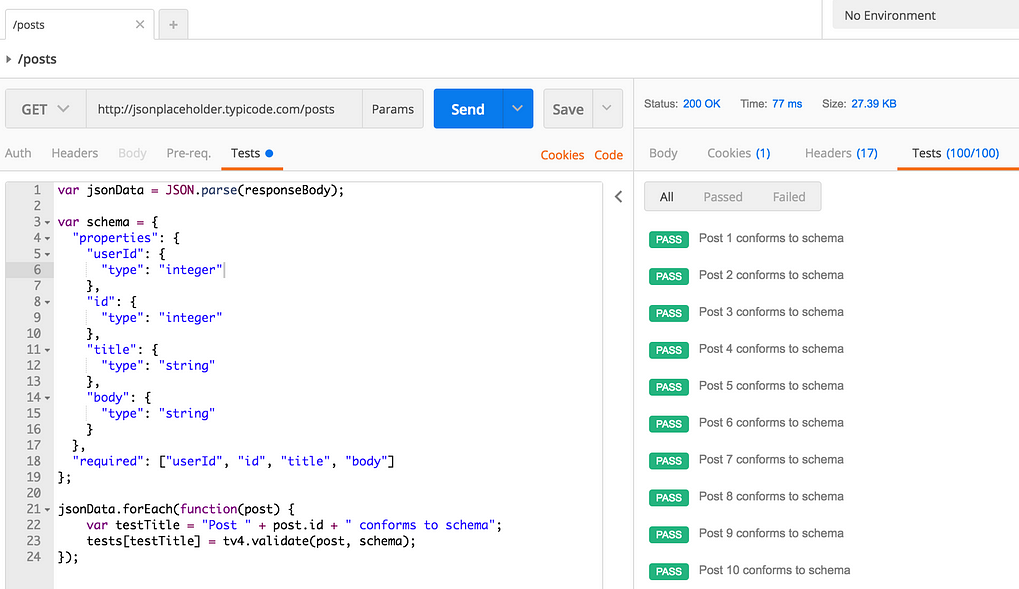 /posts
No Environment
/posts
GET http://jsonplaceholder.typicode.com/posts Params Send Save
Status: 200 OK Time: 77 ms Size: 27.39 KB
Auth Headers Body Pre-req. Tests Cookies Code
Body Cookies (1) Headers (17) Tests (100/100)
All Passed Failed
1 var jsonData = JSON.parse(responseBody);
2
3 var schema = {
4 "properties": {
5 "userId": {
6 "type": "integer"
7 },
8 "id": {
9 "type": "integer"
10 },
11 "title": {
12 "type": "string"
13 },
14 "body": {
15 "type": "string"
16 }
17 },
18 "required": ["userId", "id", "title", "body"]
19 };
20
21 jsonData.forEach(function(post) {
22 var testTitle = "Post " + post.id + " conforms to schema";
23 tests[testTitle] = tv4.validate(post, schema);
24 });
PASS Post 1 conforms to schema
PASS Post 2 conforms to schema
PASS Post 3 conforms to schema
PASS Post 4 conforms to schema
PASS Post 5 conforms to schema
PASS Post 6 conforms to schema
PASS Post 7 conforms to schema
PASS Post 8 conforms to schema
PASS Post 9 conforms to schema
PASS Post 10 conforms to schema